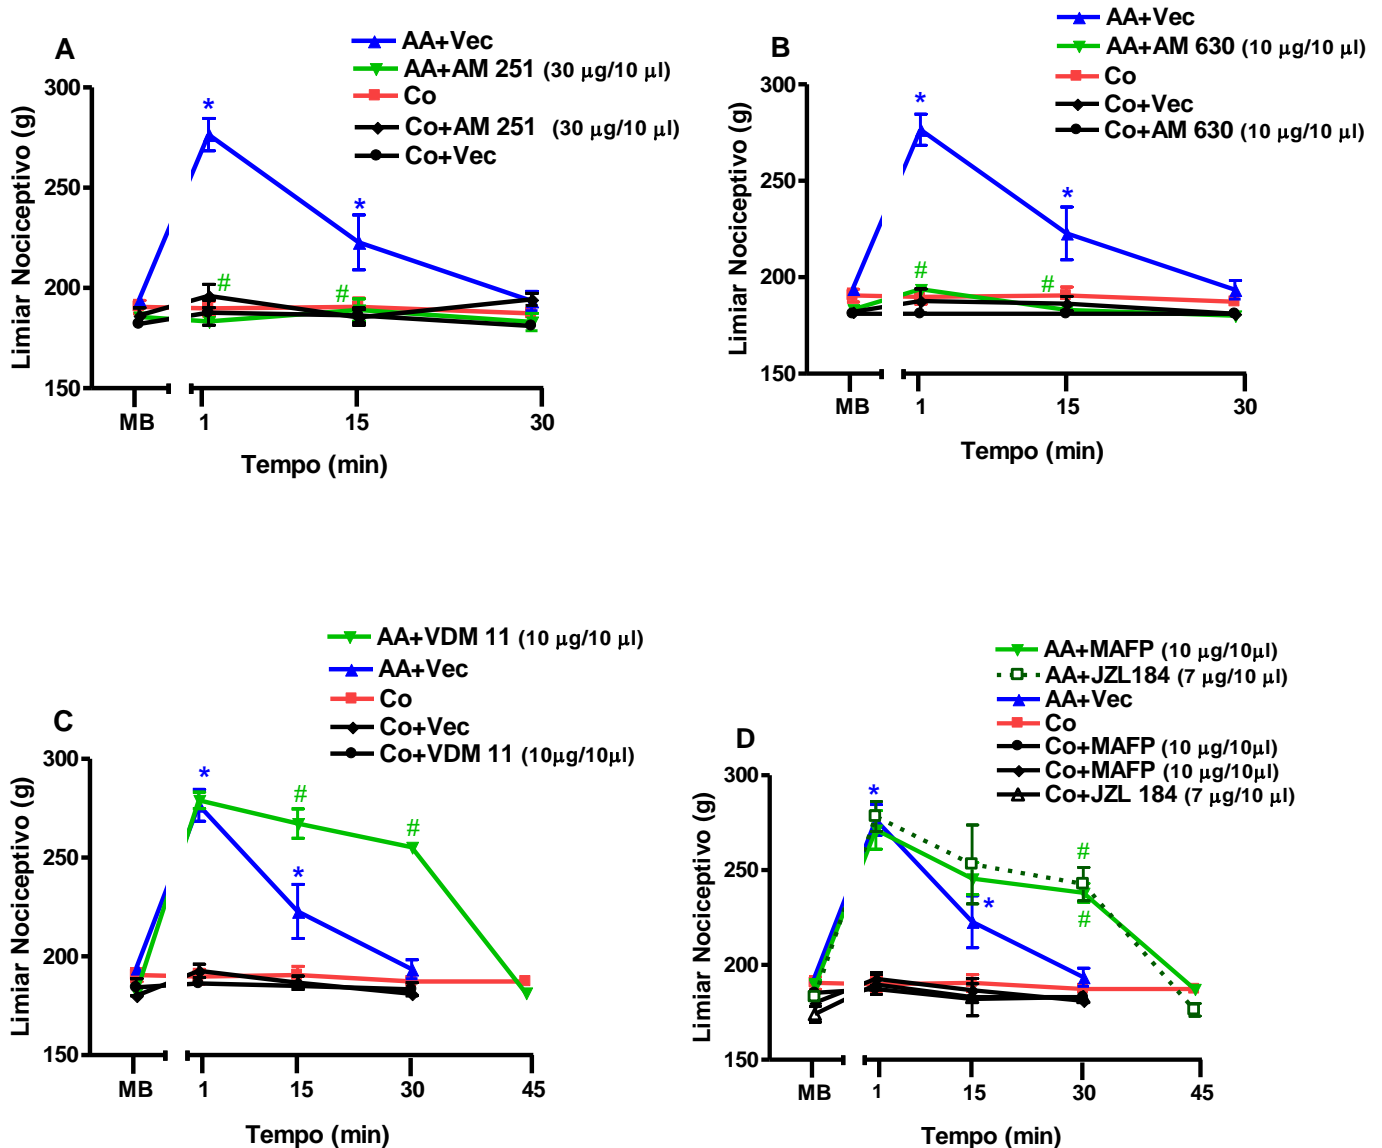 A
AA+Vec
AA+AM 251 (30 μg/10 μl)
Co
Co+AM 251 (30 μg/10 μl)
Co+Vec
Limiar Nociceptivo (g)
300
250
200
150
*
*
#
#
MB 1 15 30
Tempo (min)
B
AA+Vec
AA+AM 630 (10 μg/10 μl)
Co
Co+Vec
Co+AM 630 (10 μg/10 μl)
Limiar Nociceptivo (g)
300
250
200
150
*
*
#
#
MB 1 15 30
Tempo (min)
C
AA+VDM 11 (10 μg/10 μl)
AA+Vec
Co
Co+Vec
Co+VDM 11 (10μg/10μl)
Limiar Nociceptivo (g)
300
250
200
150
*
#
#
*
MB 1 15 30 45
Tempo (min)
D
AA+MAFP (10 μg/10μl)
AA+JZL184 (7 μg/10 μl)
AA+Vec
Co
Co+MAFP (10 μg/10μl)
Co+MAFP (10 μg/10μl)
Co+JZL 184 (7 μg/10 μl)
Limiar Nociceptivo (g)
300
250
200
150
*
#
*
#
MB 1 15 30 45
Tempo (min)